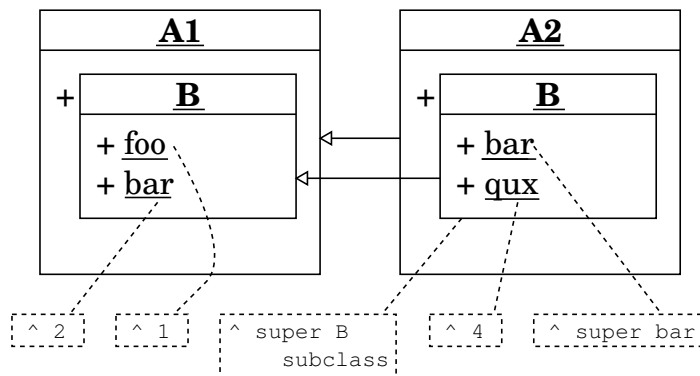 A1
A2
+ B
+ B
+ foo
+ bar
+ bar
+ qux
^ 2
^ 1
^ super B
subclass
^ 4
^ super bar